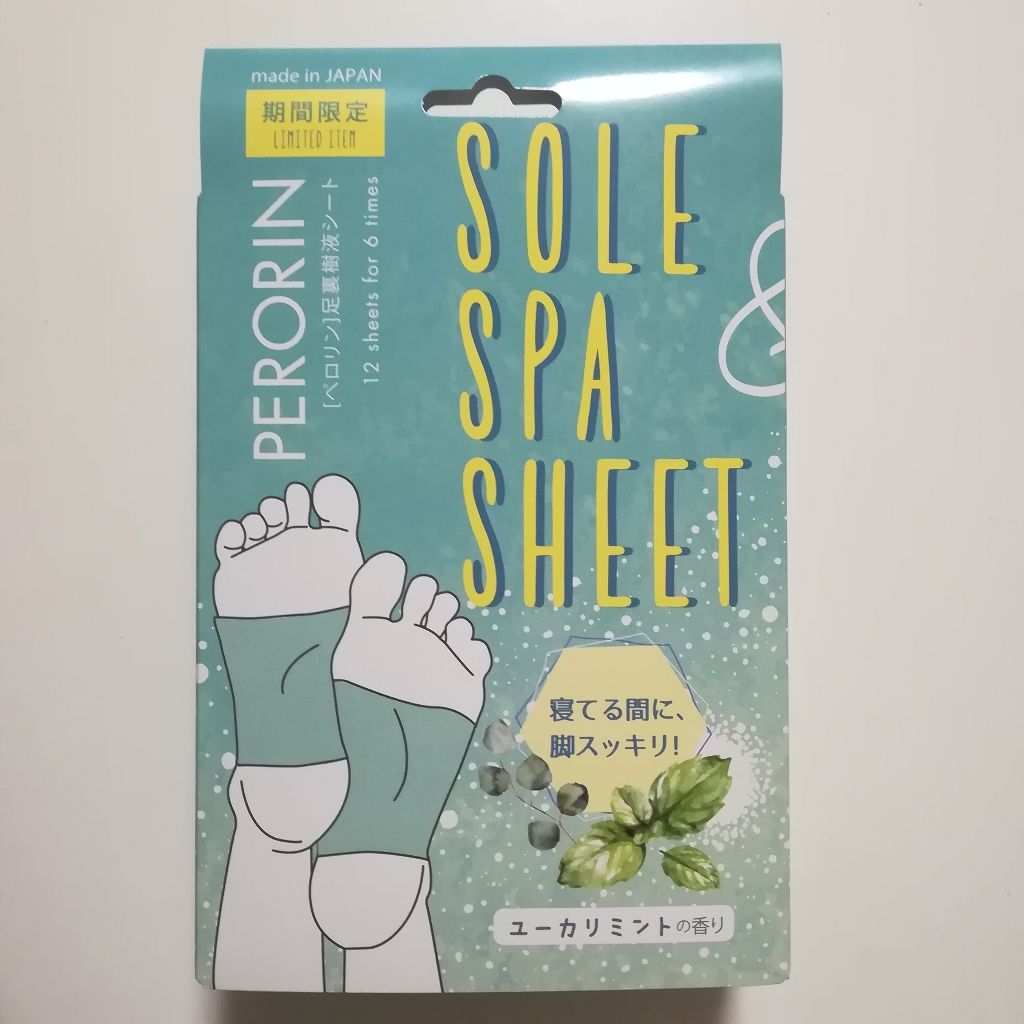 made in JAPAN
期間限定
LIMITED ITEM
PERORIN
[ペロリン]足裏樹液シート
12 sheets for 6 times
SOLE
SPA
SHEET
&
寝てる間に、
脚スッキリ!
ユーカリミントの香り